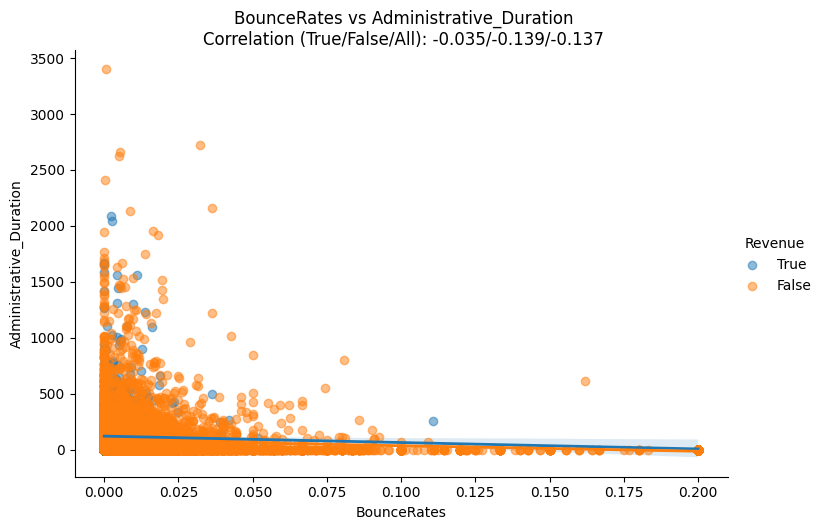 BounceRates vs Administrative_Duration
Correlation (True/False/All): -0.035/-0.139/-0.137
3500
3000
2500
2000
1500
1000
500
0
Administrative_Duration
0.000 0.025 0.050 0.075 0.100 0.125 0.150 0.175 0.200
BounceRates
Revenue
True
False